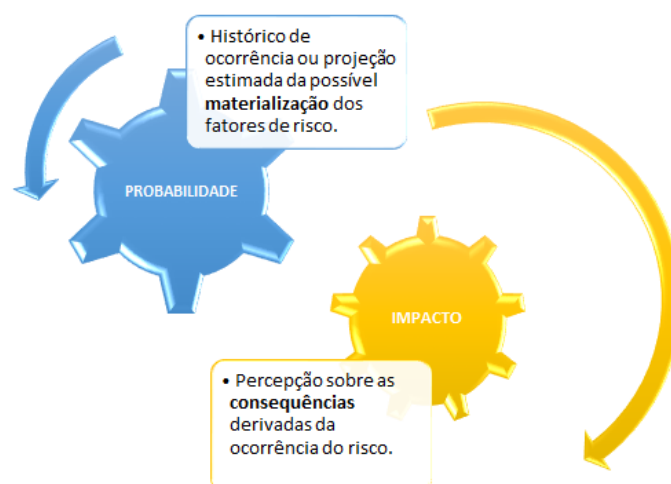 • Histórico de
ocorrência ou projeção
estimada da possível
materialização dos
fatores de risco.
PROBABILIDADE
IMPACTO
• Percepção sobre as
consequências
derivadas da
ocorrência do risco.